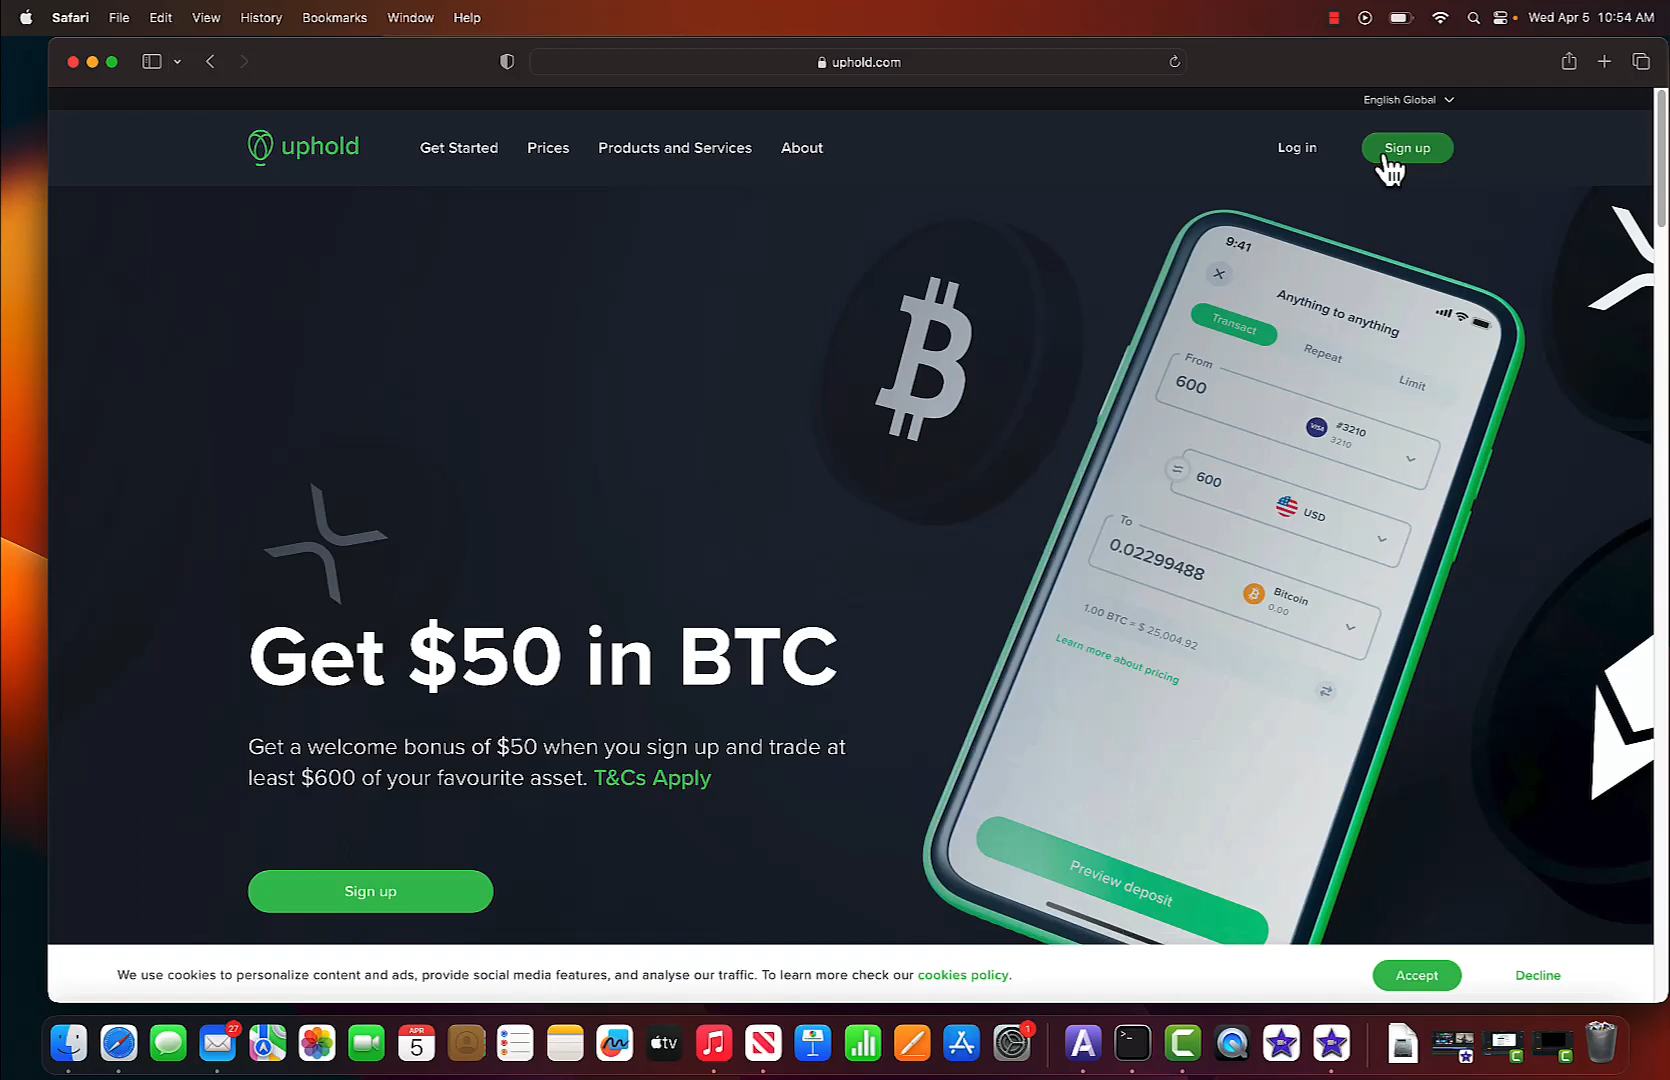 Safari File Edit View History Bookmarks Window Help
Wed Apr 5 10:54 AM
uphold.com
English Global
uphold Get Started Prices Products and Services About Log in Sign up
9:41
Anything to anything
Transact Repeat Limit
From
600
VISA #3210
3210
600 USD
To
0.02299488 Bitcoin
0.00
1.00 BTC = $ 25,004.92
Learn more about pricing
Preview deposit
Get $50 in BTC
Get a welcome bonus of $50 when you sign up and trade at
least $600 of your favourite asset. T&Cs Apply
Sign up
We use cookies to personalize content and ads, provide social media features, and analyse our traffic. To learn more check our cookies policy.
Accept Decline
27
APR
5
tv
1